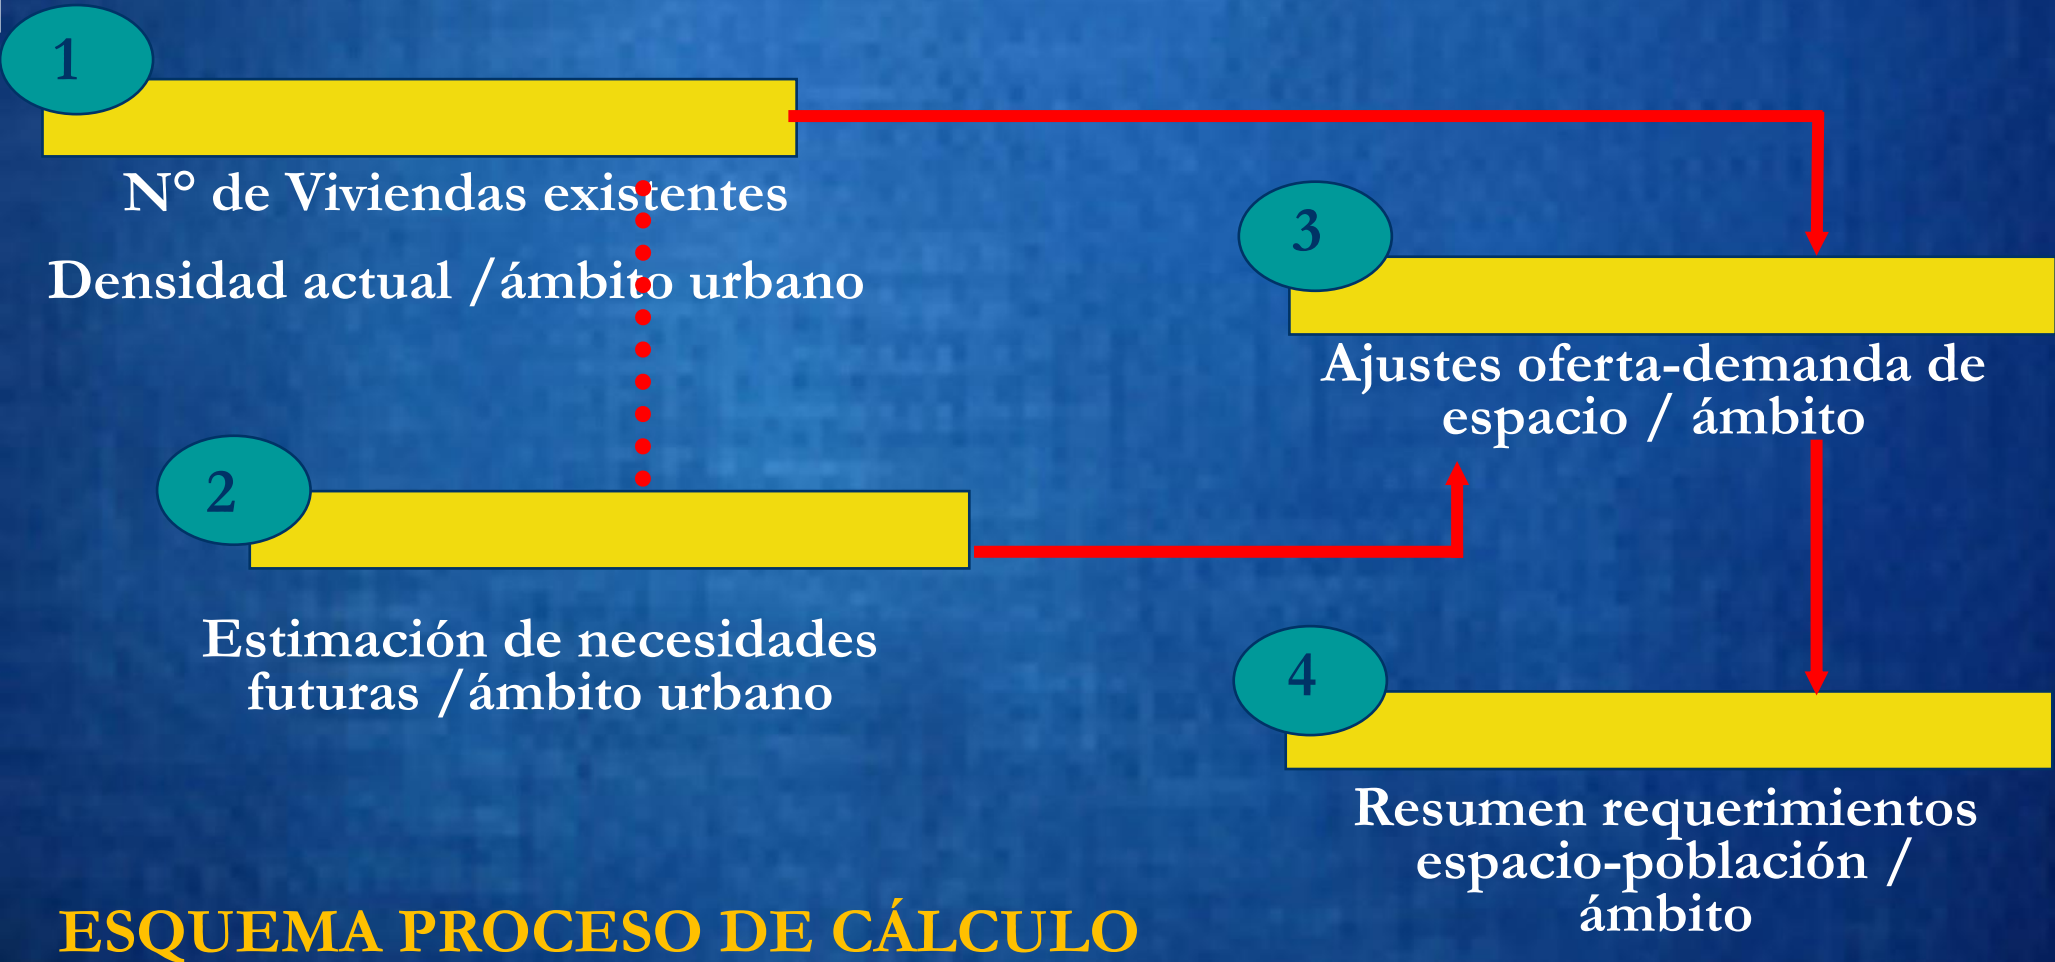 1
N° de Viviendas existentes
Densidad actual /ámbito urbano
2
Estimación de necesidades
futuras /ámbito urbano
3
Ajustes oferta-demanda de
espacio / ámbito
4
Resumen requerimientos
espacio-población /
ámbito
ESQUEMA PROCESO DE CÁLCULO